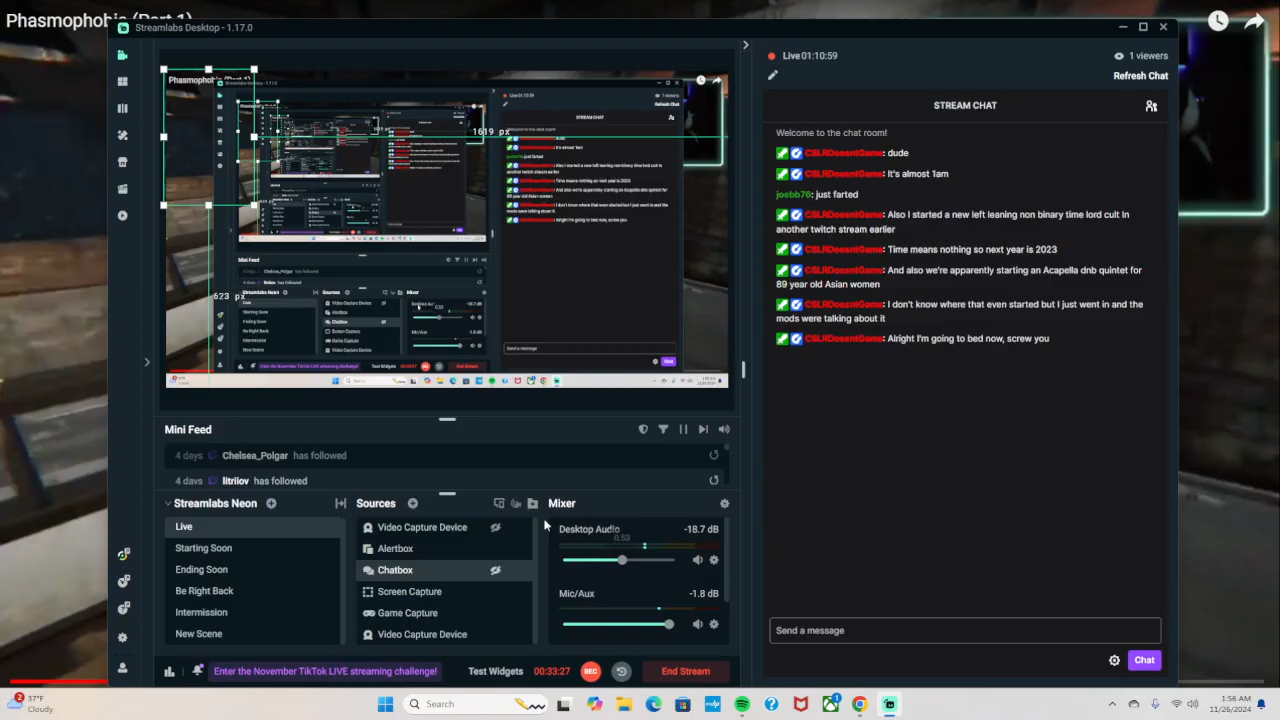 Phasmophobia (Part 1)
Streamlabs Desktop - 1.17.0
Live 01:10:59
1 viewers
Refresh Chat
STREAM CHAT
Welcome to the chat room!
CSLRDoesntGame: dude
CSLRDoesntGame: It's almost 1am
joebb76: just farted
CSLRDoesntGame: Also I started a new left leaning non binary time lord cult in
another twitch stream earlier
CSLRDoesntGame: Time means nothing so next year is 2023
CSLRDoesntGame: And also we're apparently starting an Acapella dnb quintet for
89 year old Asian women
CSLRDoesntGame: I don't know where that even started but I just went in and the
mods were talking about it
CSLRDoesntGame: Alright I'm going to bed now, screw you
Send a message
Chat
1619 px
623 px
Mini Feed
4 days Chelsea_Polgar has followed
4 days litrilov has followed
Streamlabs Neon
Live
Starting Soon
Ending Soon
Be Right Back
Intermission
New Scene
Sources
Video Capture Device
Alertbox
Chatbox
Screen Capture
Game Capture
Video Capture Device
Mixer
Desktop Audio -18.7 dB
0.53
Mic/Aux -1.8 dB
Enter the November TikTok LIVE streaming challenge!
Test Widgets 00:33:27 REC End Stream
2
37°F
Cloudy
Search
1
1:56 AM
11/26/2024